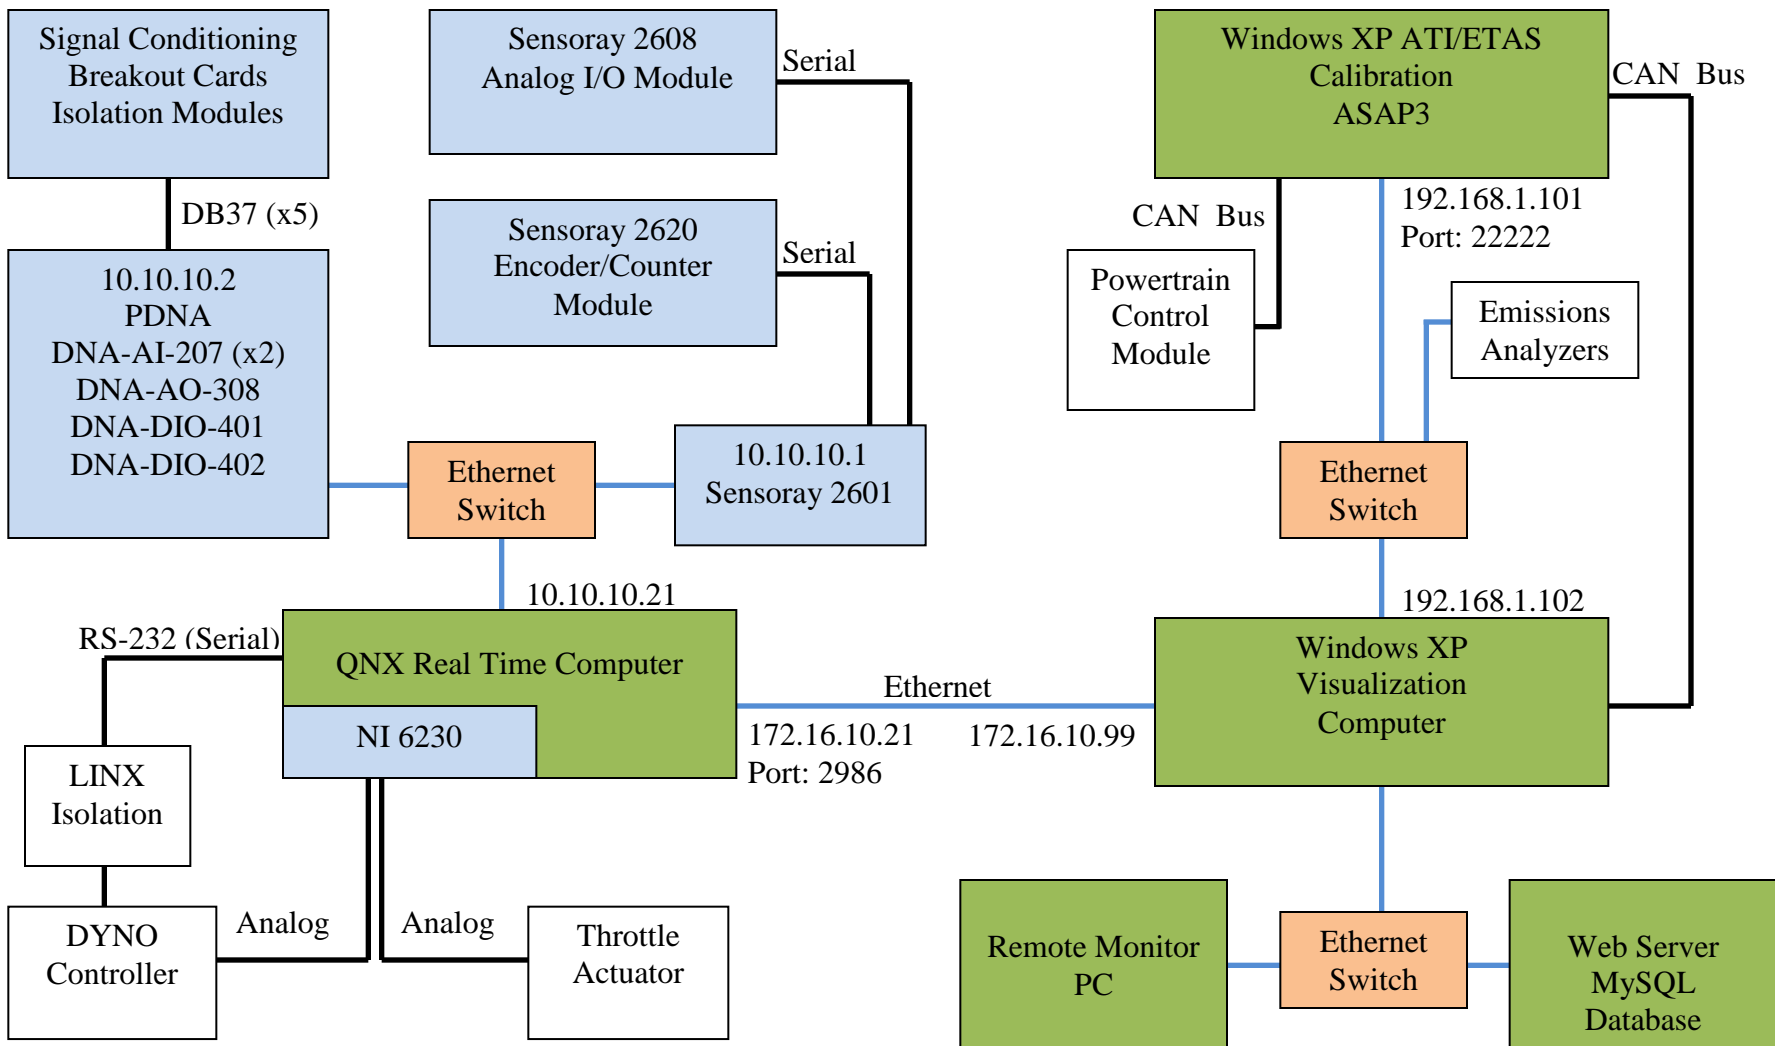 Signal Conditioning
Breakout Cards
Isolation Modules
DB37 (x5)
10.10.10.2
PDNA
DNA-AI-207 (x2)
DNA-AO-308
DNA-DIO-401
DNA-DIO-402
Sensoray 2608
Analog I/O Module
Serial
Sensoray 2620
Encoder/Counter
Module
Serial
Ethernet
Switch
10.10.10.1
Sensoray 2601
10.10.10.21
RS-232 (Serial)
QNX Real Time Computer
NI 6230
LINX
Isolation
DYNO
Controller
Analog
Analog
Throttle
Actuator
Ethernet
172.16.10.21
Port: 2986
172.16.10.99
Windows XP ATI/ETAS
Calibration
ASAP3
CAN Bus
CAN Bus
192.168.1.101
Port: 22222
Powertrain
Control
Module
Emissions
Analyzers
Ethernet
Switch
192.168.1.102
Windows XP
Visualization
Computer
Remote Monitor
PC
Ethernet
Switch
Web Server
MySQL
Database